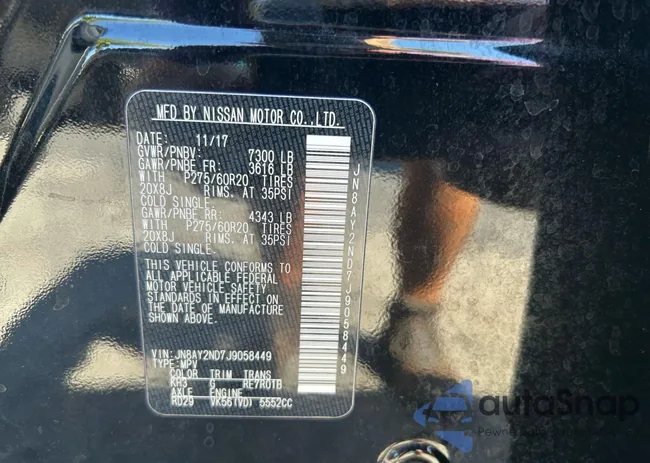 MFD BY NISSAN MOTOR CO.,LTD.
DATE: 11/17
GVWR/PNBV: 7300 LB
GAWR/PNBE FR: 3616 LB
WITH P275/60R20 TIRES
20X8J RIMS. AT 35PSI
COLD SINGLE
GAWR/PNBE RR: 4343 LB
WITH P275/60R20 TIRES
20X8J RIMS. AT 35PSI
COLD SINGLE
THIS VEHICLE CONFORMS TO
ALL APPLICABLE FEDERAL
MOTOR VEHICLE SAFETY
STANDARDS IN EFFECT ON
THE DATE OF MANUFACTURE
SHOWN ABOVE.
VIN: JN8AY2ND7J9058449
TYPE: MPV
COLOR TRIM TRANS
KH3 G RE7R01B
AXLE ENGINE
RD29 VK56(VD) 5552CC
JN8AY2ND7J9058449
autoSnap